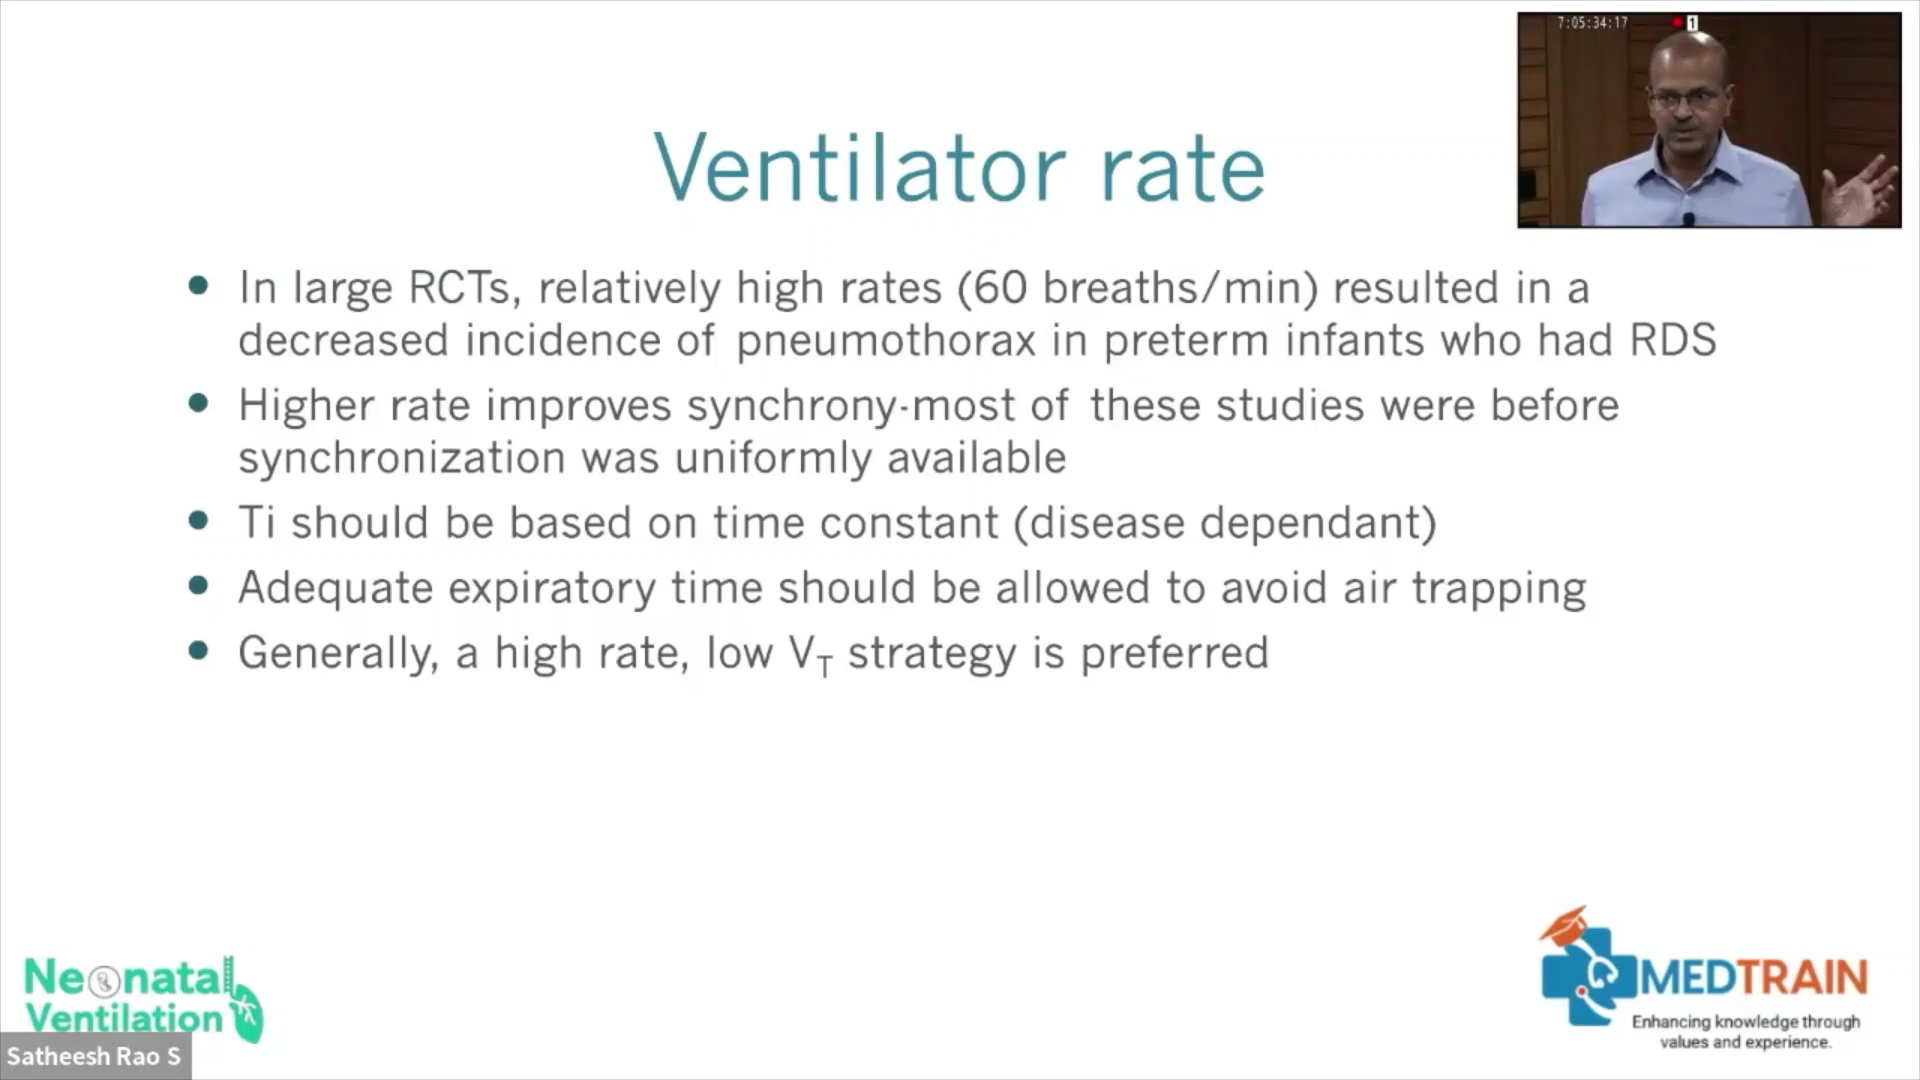 7:05:34:17 1
Ventilator rate
In large RCTs, relatively high rates (60 breaths/min) resulted in a
decreased incidence of pneumothorax in preterm infants who had RDS
Higher rate improves synchrony-most of these studies were before
synchronization was uniformly available
Ti should be based on time constant (disease dependant)
Adequate expiratory time should be allowed to avoid air trapping
Generally, a high rate, low VT strategy is preferred
Neonatal
Ventilation
Satheesh Rao S
MEDTRAIN
Enhancing knowledge through
values and experience.